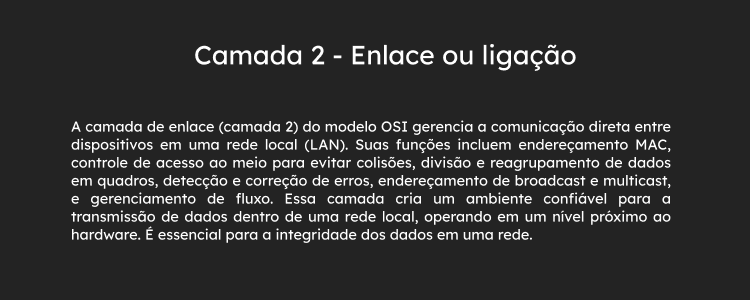 Camada 2 - Enlace ou ligação
A camada de enlace (camada 2) do modelo OSI gerencia a comunicação direta entre
dispositivos em uma rede local (LAN). Suas funções incluem endereçamento MAC,
controle de acesso ao meio para evitar colisões, divisão e reagrupamento de dados
em quadros, detecção e correção de erros, endereçamento de broadcast e multicast,
e gerenciamento de fluxo. Essa camada cria um ambiente confiável para a
transmissão de dados dentro de uma rede local, operando em um nível próximo ao
hardware. É essencial para a integridade dos dados em uma rede.